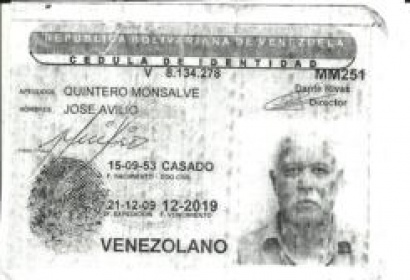 REPÚBLICA BOLIVARIANA DE VENEZUELA
CEDULA DE IDENTIDAD
V 8.134.278 MM251
APELLIDOS QUINTERO MONSALVE Dante Rivas
NOMBRES JOSE AVILIO Director
15-09-53 CASADO
F. NACIMIENTO EDO CIVIL
21-12-09 12-2019
F. EXPEDICION F. VENCIMIENTO
VENEZOLANO